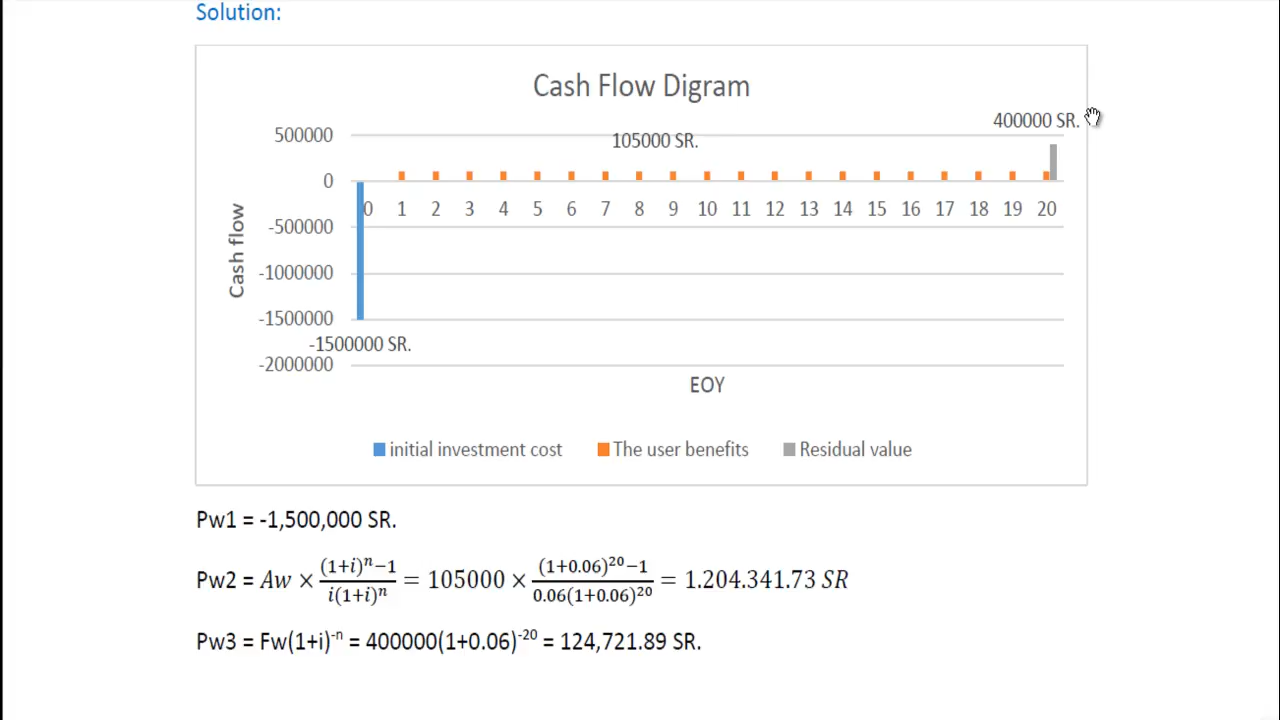 Solution:
Cash Flow Digram
400000 SR.
500000
105000 SR.
0
0 1 2 3 4 5 6 7 8 9 10 11 12 13 14 15 16 17 18 19 20
-500000
Cash flow
-1000000
-1500000
-1500000 SR.
-2000000
EOY
initial investment cost The user benefits Residual value
Pw1 = -1,500,000 SR.
Pw2 = Aw × (1+i)ⁿ−1 / i(1+i)ⁿ = 105000 × (1+0.06)²⁰−1 / 0.06(1+0.06)²⁰ = 1.204.341.73 SR
Pw3 = Fw(1+i)⁻ⁿ = 400000(1+0.06)⁻²⁰ = 124,721.89 SR.